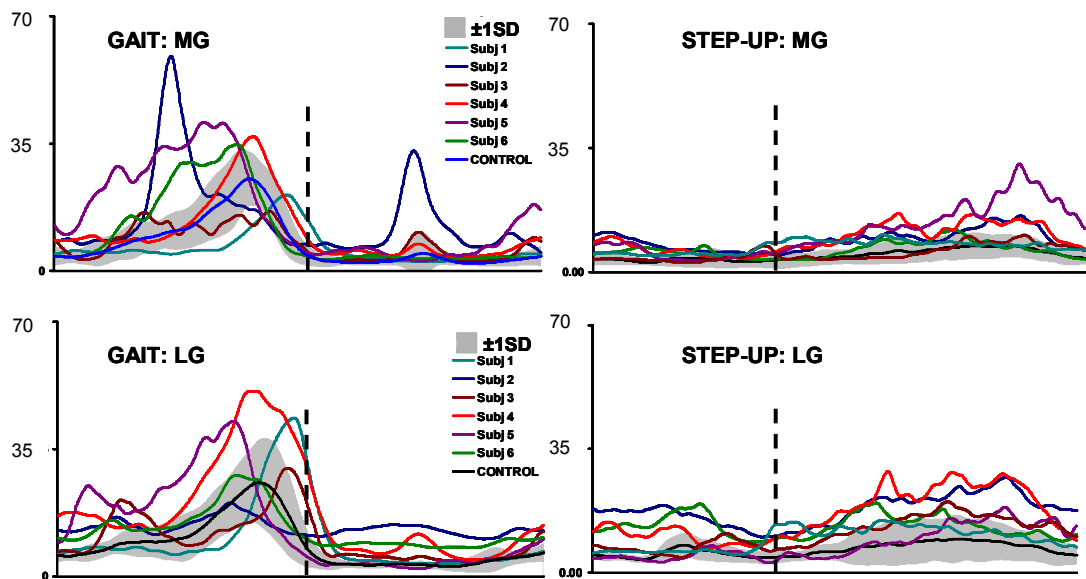 70
35
0
GAIT: MG
±1SD
Subj 1
Subj 2
Subj 3
Subj 4
Subj 5
Subj 6
CONTROL
70
35
0.00
STEP-UP: MG
70
35
0
GAIT: LG
±1SD
Subj 1
Subj 2
Subj 3
Subj 4
Subj 5
Subj 6
CONTROL
70
35
0.00
STEP-UP: LG